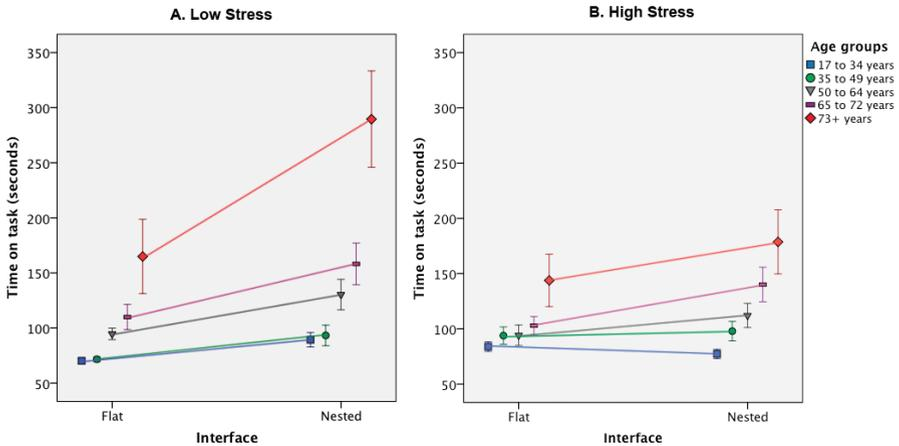 A. Low Stress
350
300
250
200
150
100
50
Time on task (seconds)
Flat
Nested
Interface
B. High Stress
350
300
250
200
150
100
50
Time on task (seconds)
Flat
Nested
Interface
Age groups
17 to 34 years
35 to 49 years
50 to 64 years
65 to 72 years
73+ years